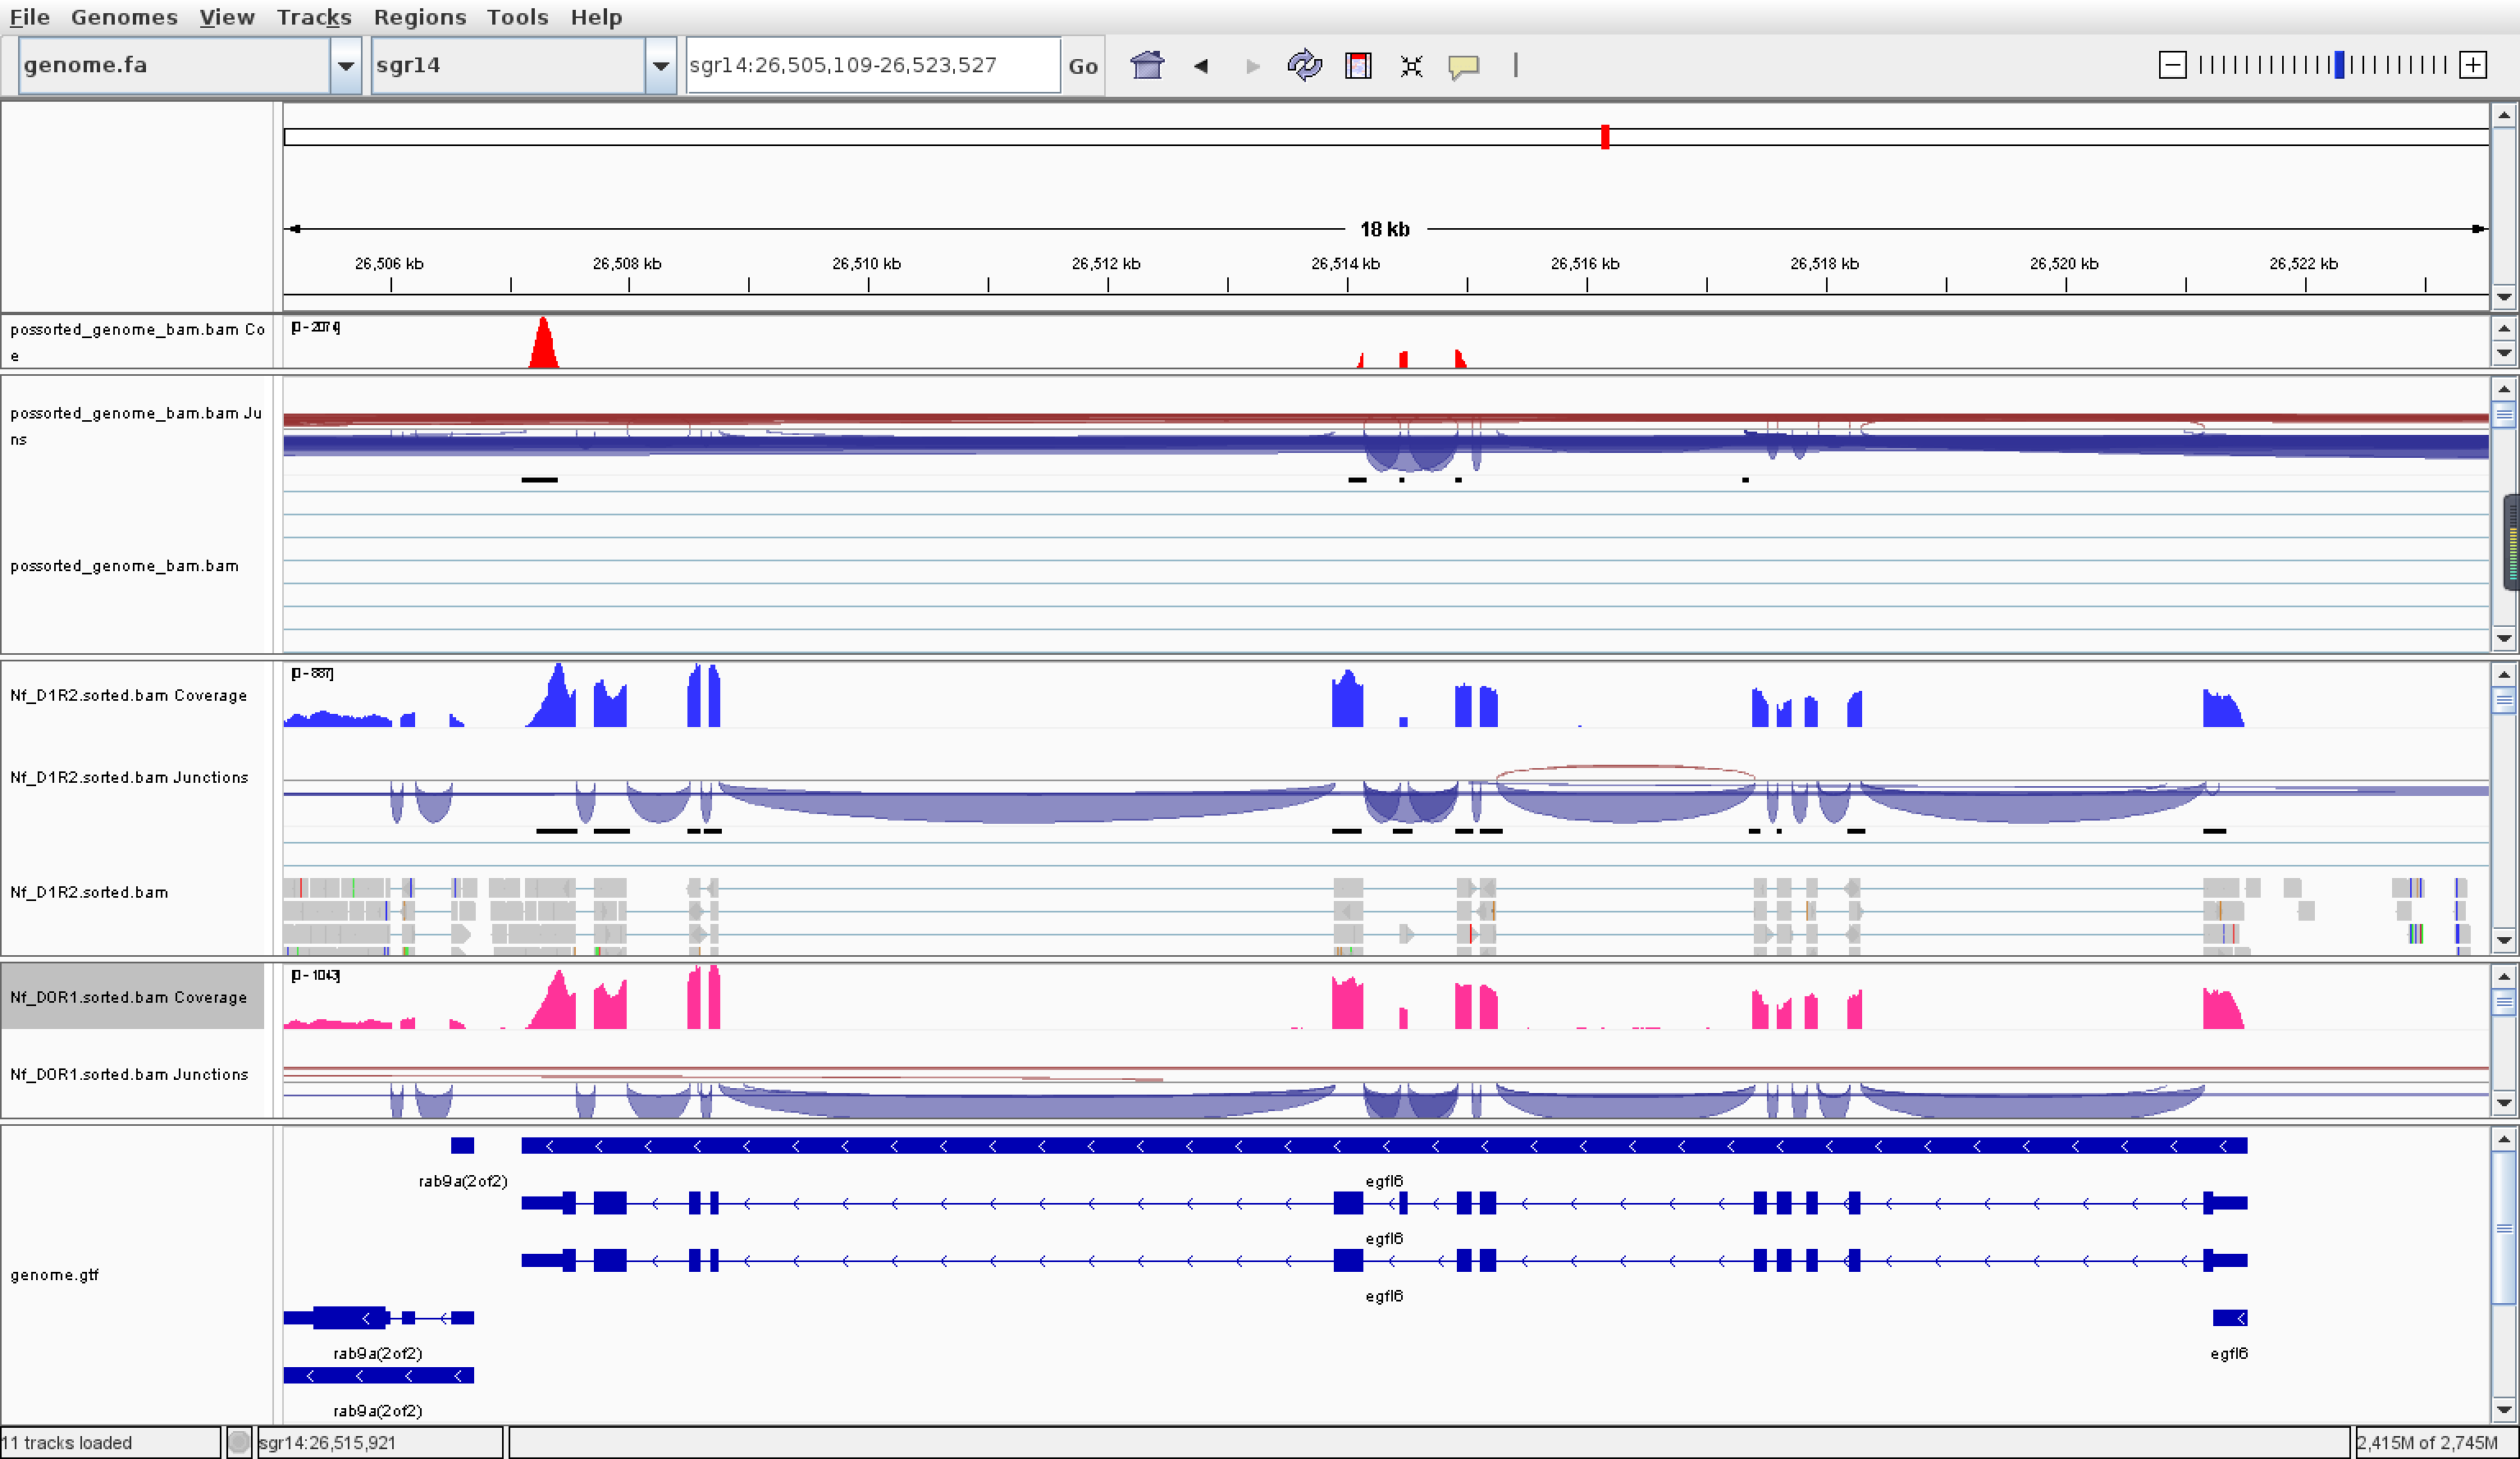 File Genomes View Tracks Regions Tools Help
genome.fa sgr14 sgr14:26,505,109-26,523,527 Go
18 kb
26,506 kb 26,508 kb 26,510 kb 26,512 kb 26,514 kb 26,516 kb 26,518 kb 26,520 kb 26,522 kb
possorted_genome_bam.bam Co
e
[0 - 2074]
possorted_genome_bam.bam Ju
ns
possorted_genome_bam.bam
Nf_D1R2.sorted.bam Coverage
Nf_D1R2.sorted.bam Junctions
Nf_D1R2.sorted.bam
Nf_D0R1.sorted.bam Coverage
[0 - 1043]
Nf_D0R1.sorted.bam Junctions
rab9a(2of2) egfl6
egfl6
genome.gtf
egfl6
rab9a(2of2) egfl6
rab9a(2of2)
11 tracks loaded sgr14:26,515,921 2,415M of 2,745M